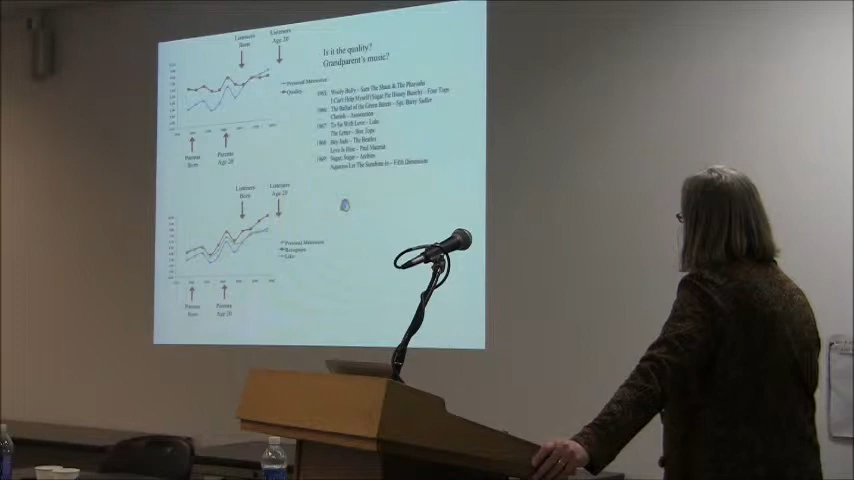 Listeners
Born
Listeners
Age 20
Personal Memories
Quality
Parents
Born
Parents
Age 20
Is it the quality?
Grandparent's music?
1965 Wooly Bully – Sam The Sham & The Pharaohs
I Can't Help Myself (Sugar Pie Honey Bunch) – Four Tops
1966 The Ballad of the Green Berets – Sgt. Barry Sadler
Cherish – Association
1967 To Sir With Love – Lulu
The Letter – Box Tops
1968 Hey Jude – The Beatles
Love Is Blue – Paul Mauriat
1969 Sugar, Sugar – Archies
Aquarius/Let The Sunshine In – Fifth Dimension
Listeners
Born
Listeners
Age 20
Personal Memories
Recognize
Like
Parents
Born
Parents
Age 20